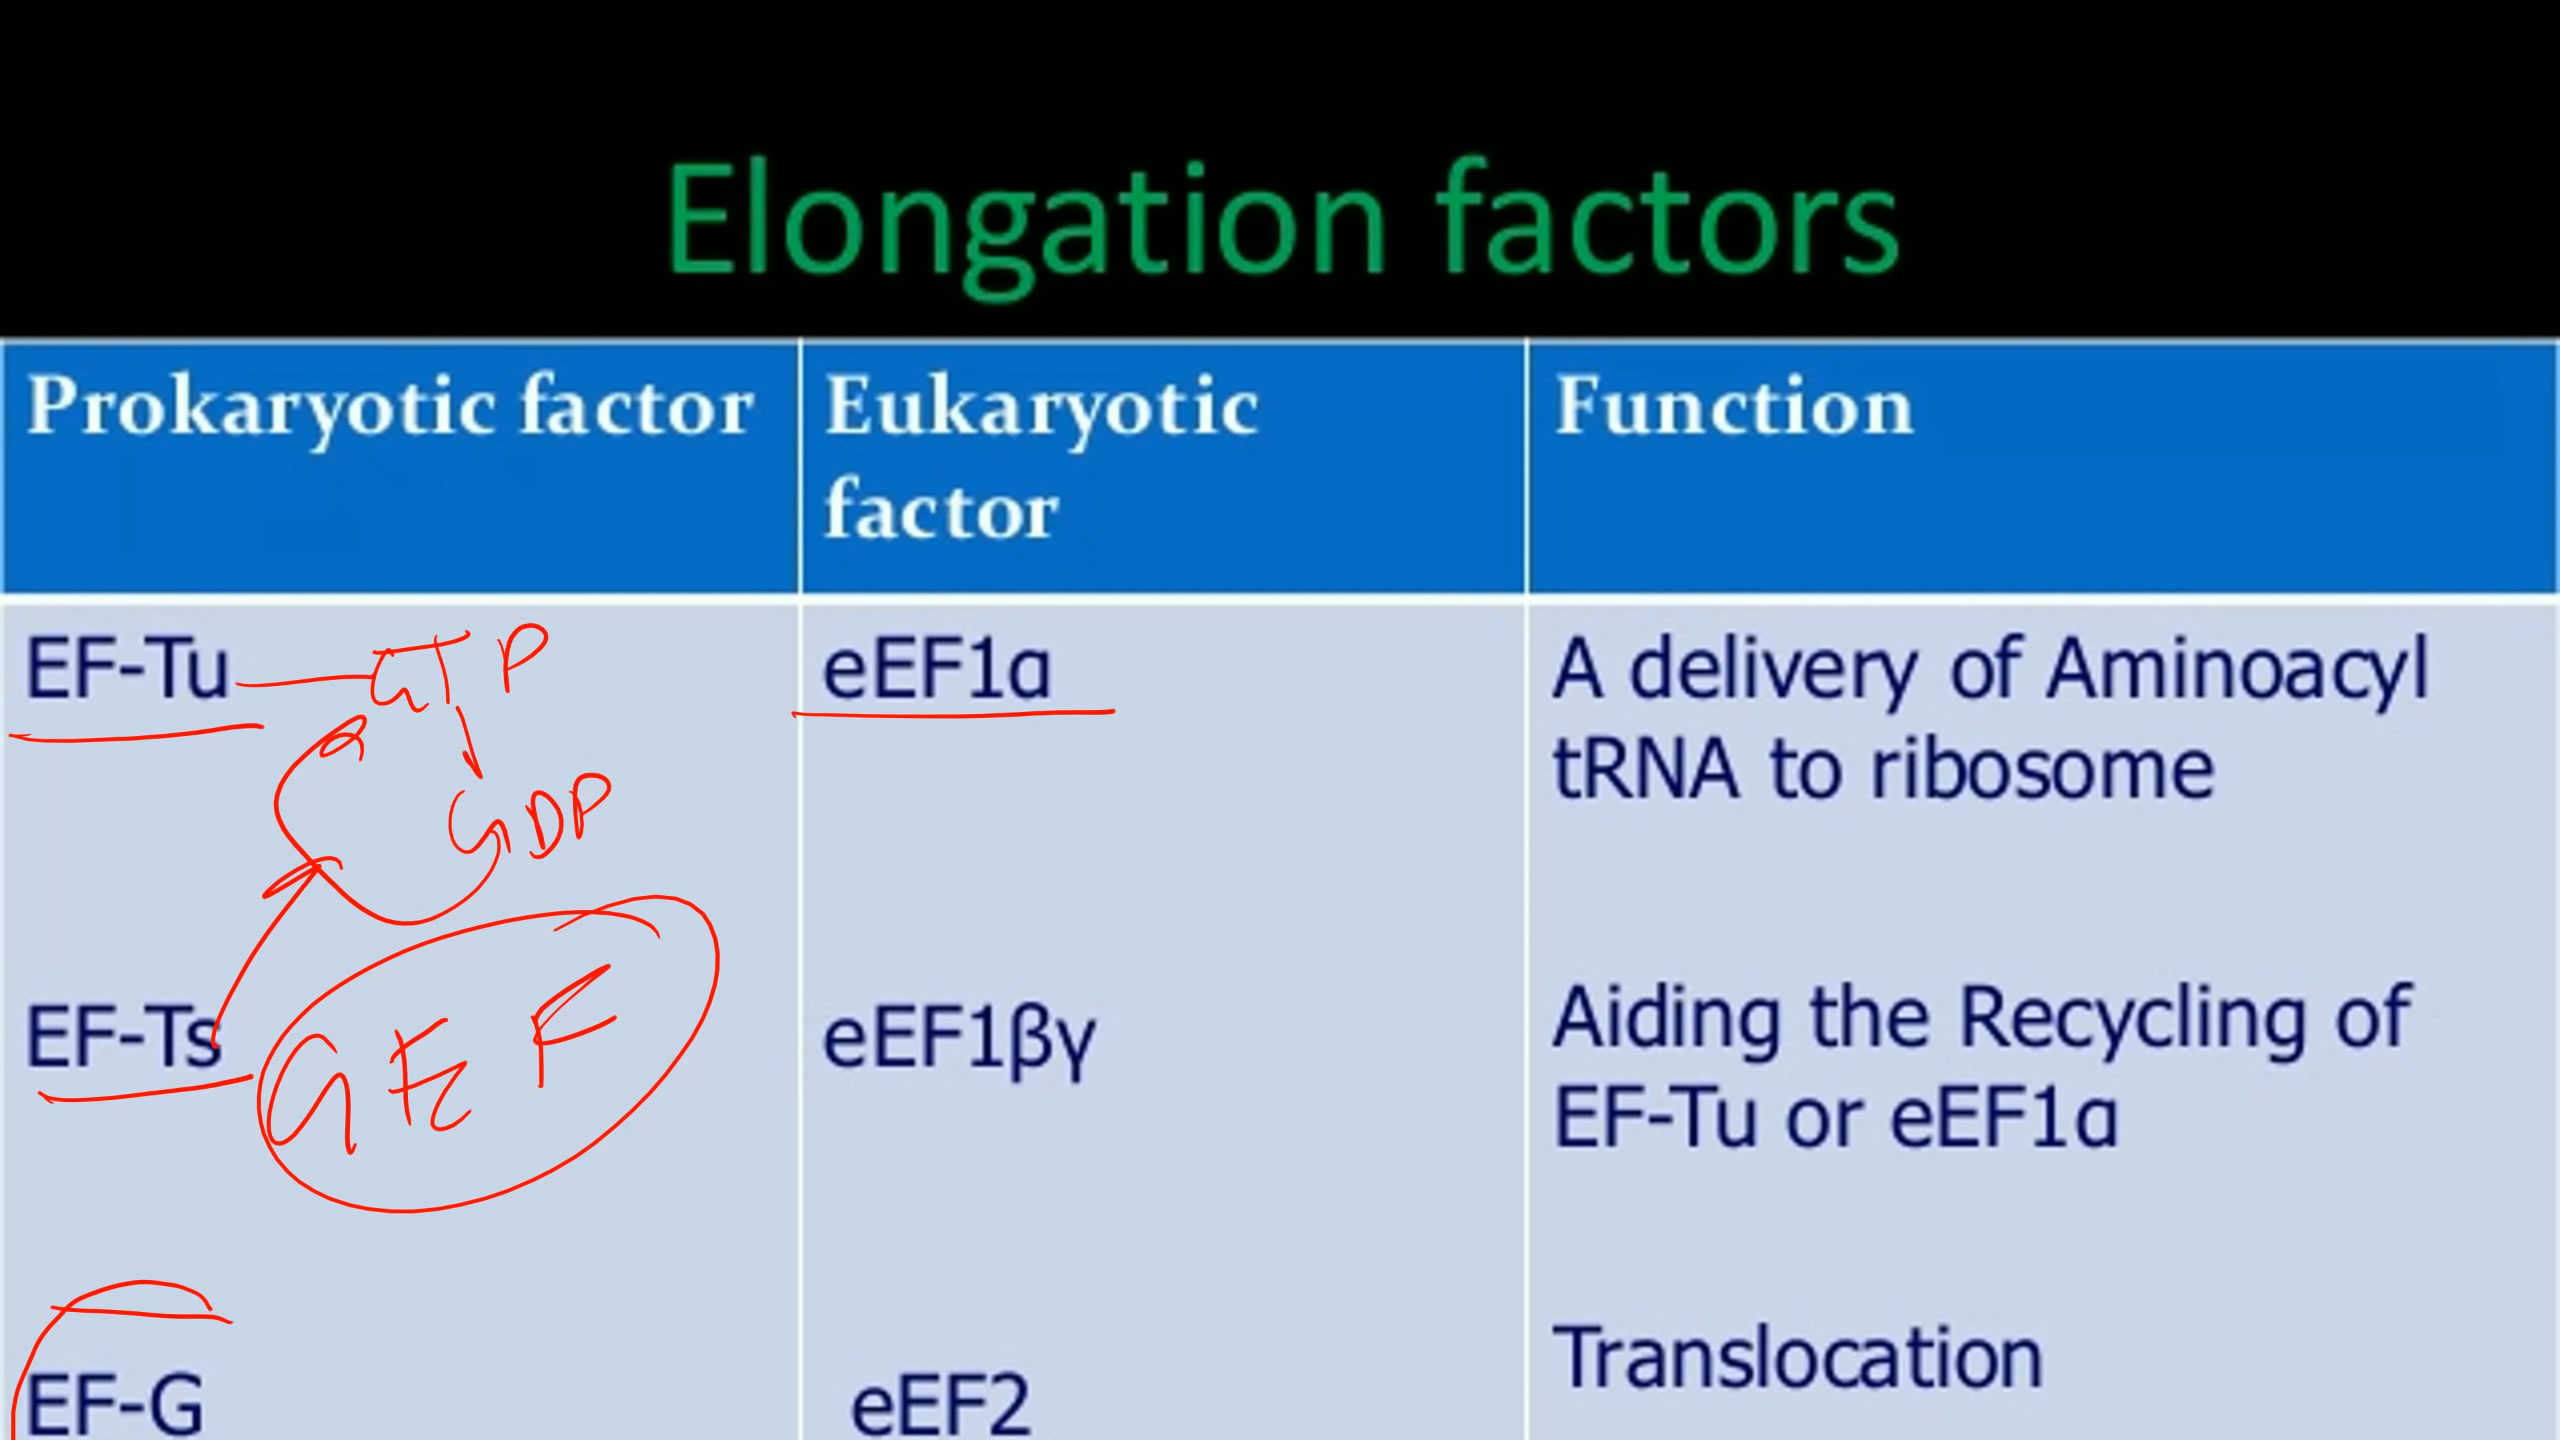 Elongation factors
Prokaryotic factor
Eukaryotic
factor
Function
EF-Tu
GTP
GDP
eEF1α
A delivery of Aminoacyl
tRNA to ribosome
EF-Ts
GEF
eEF1βγ
Aiding the Recycling of
EF-Tu or eEF1α
EF-G
eEF2
Translocation